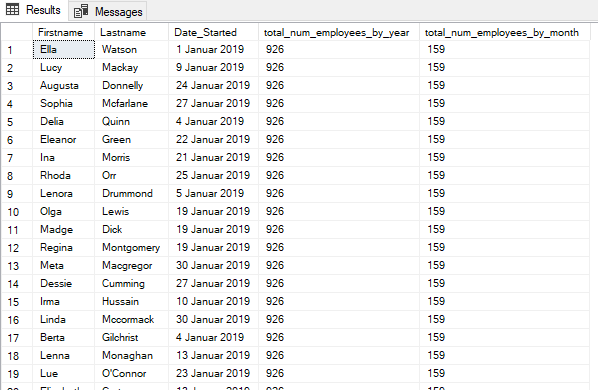 Results Messages
Firstname Lastname Date_Started total_num_employees_by_year total_num_employees_by_month
1 Ella Watson 1 Januar 2019 926 159
2 Lucy Mackay 9 Januar 2019 926 159
3 Augusta Donnelly 24 Januar 2019 926 159
4 Sophia Mcfarlane 27 Januar 2019 926 159
5 Delia Quinn 4 Januar 2019 926 159
6 Eleanor Green 22 Januar 2019 926 159
7 Ina Morris 21 Januar 2019 926 159
8 Rhoda Orr 25 Januar 2019 926 159
9 Lenora Drummond 5 Januar 2019 926 159
10 Olga Lewis 19 Januar 2019 926 159
11 Madge Dick 19 Januar 2019 926 159
12 Regina Montgomery 19 Januar 2019 926 159
13 Meta Macgregor 30 Januar 2019 926 159
14 Dessie Cumming 27 Januar 2019 926 159
15 Irma Hussain 10 Januar 2019 926 159
16 Linda Mccormack 30 Januar 2019 926 159
17 Berta Gilchrist 4 Januar 2019 926 159
18 Lenna Monaghan 13 Januar 2019 926 159
19 Lue O'Connor 23 Januar 2019 926 159